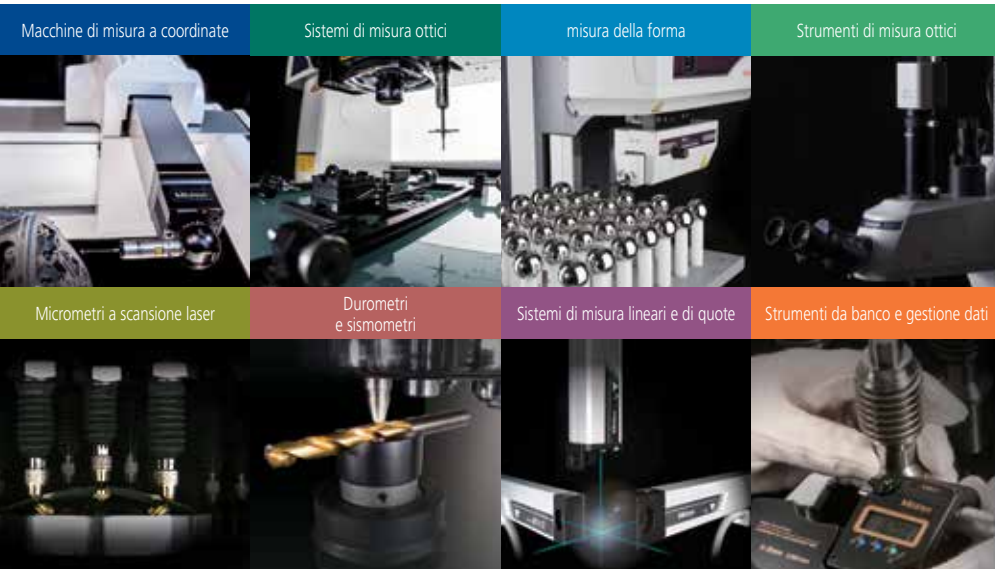 Macchine di misura a coordinate
Sistemi di misura ottici
misura della forma
Strumenti di misura ottici
Micrometri a scansione laser
Durometri
e sismometri
Sistemi di misura lineari e di quote
Strumenti da banco e gestione dati